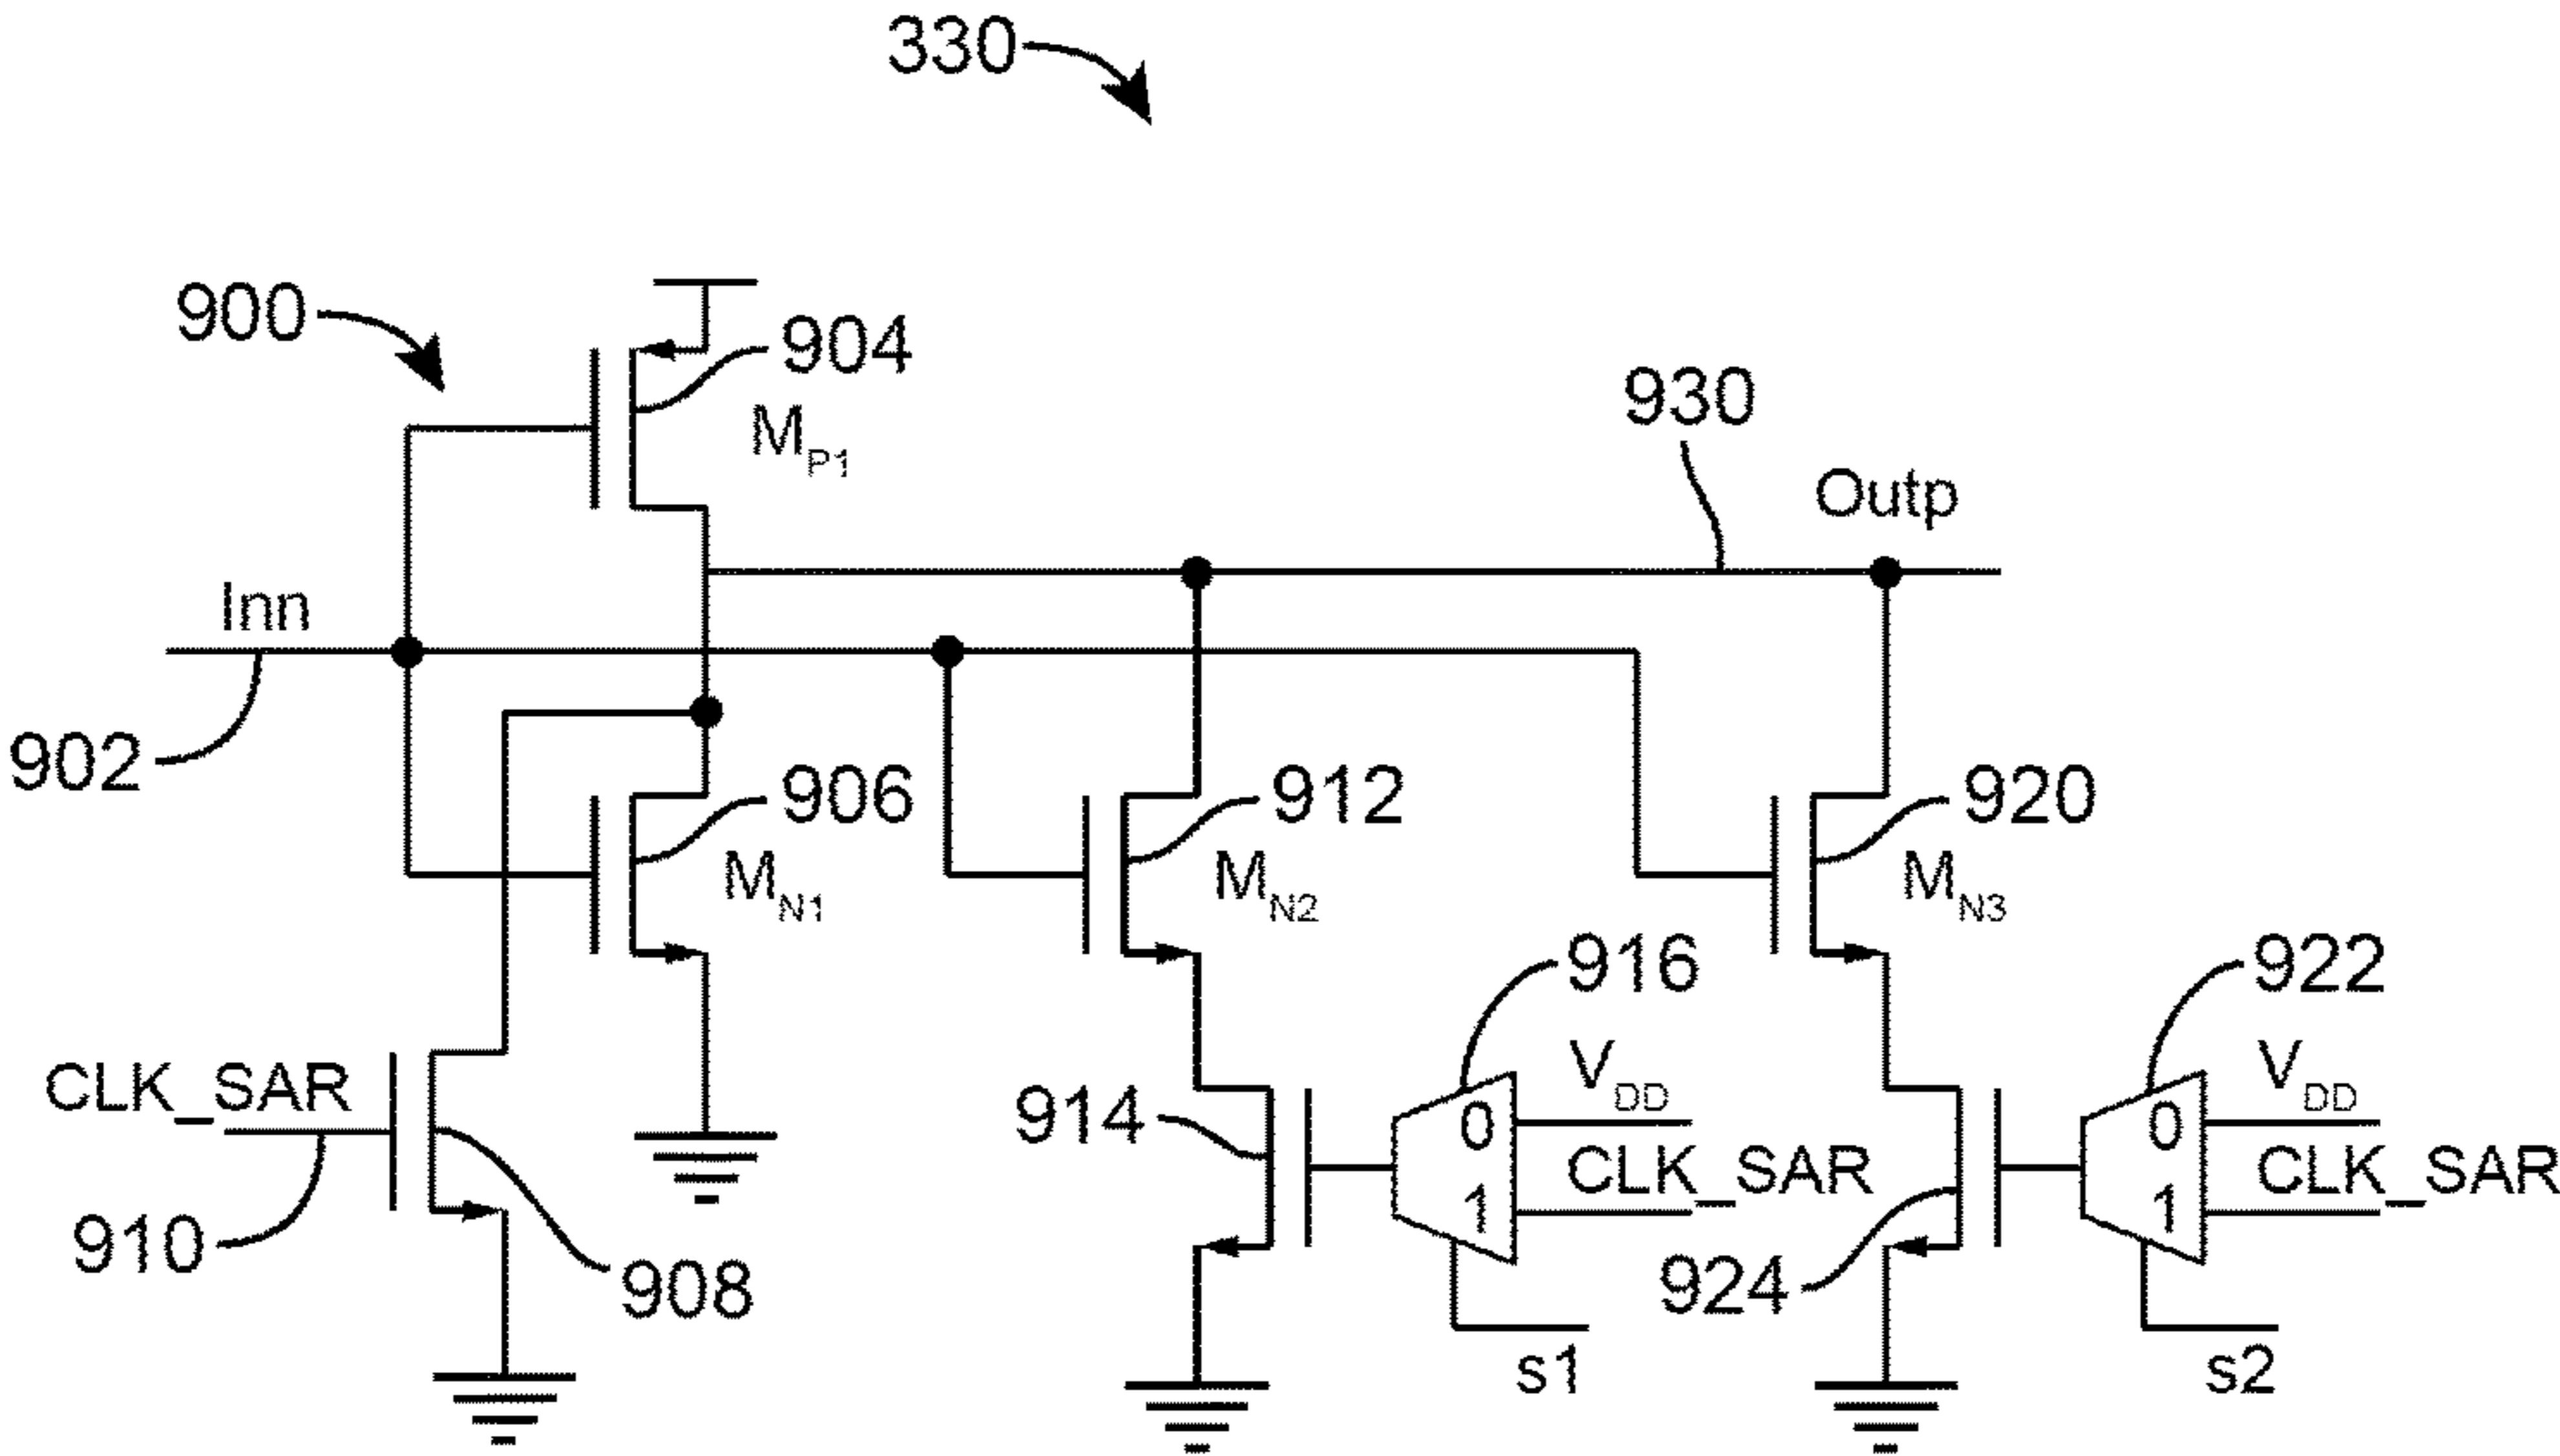 330
900
904
M_P1
930
Outp
Inn
902
906
M_N1
912
M_N2
920
M_N3
916
922
CLK_SAR
914
0
V_DD
1
CLK_SAR
0
V_DD
1
CLK_SAR
910
908
924
s1
s2